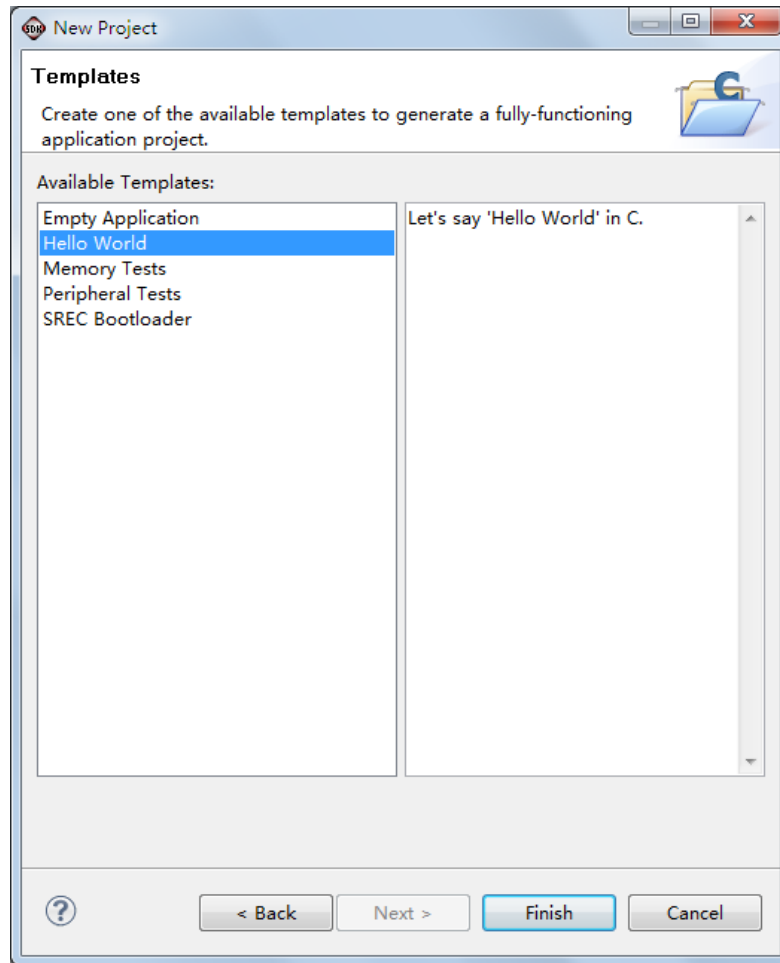 SDK New Project
Templates
Create one of the available templates to generate a fully-functioning
application project.
C
Available Templates:
Empty Application
Hello World
Memory Tests
Peripheral Tests
SREC Bootloader
Let's say 'Hello World' in C.
?
< Back
Next >
Finish
Cancel